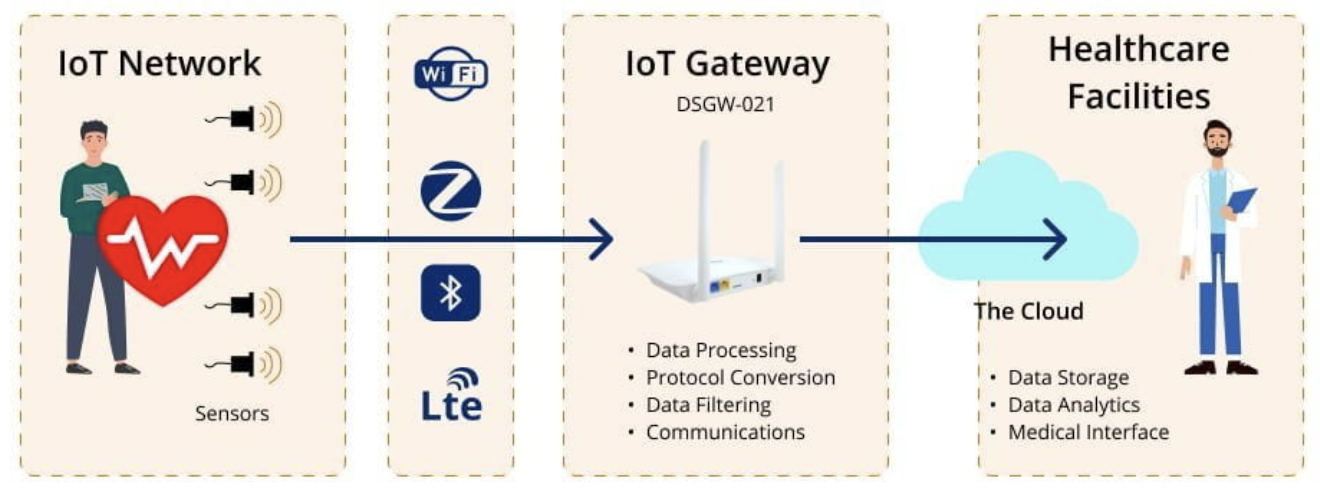 IoT Network
Sensors
Wi Fi
Z
Lte
IoT Gateway
DSGW-021
• Data Processing
• Protocol Conversion
• Data Filtering
• Communications
Healthcare
Facilities
The Cloud
• Data Storage
• Data Analytics
• Medical Interface